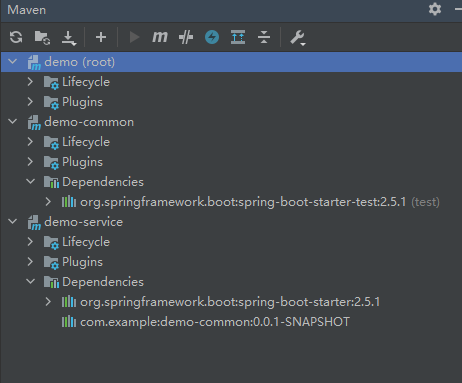 Maven
demo (root)
Lifecycle
Plugins
demo-common
Lifecycle
Plugins
Dependencies
org.springframework.boot:spring-boot-starter-test:2.5.1 (test)
demo-service
Lifecycle
Plugins
Dependencies
org.springframework.boot:spring-boot-starter:2.5.1
com.example:demo-common:0.0.1-SNAPSHOT